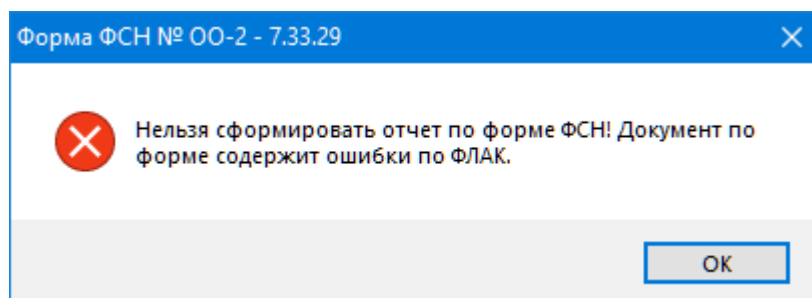 Форма ФСН № ОО-2 - 7.33.29
Нельзя сформировать отчет по форме ФСН! Документ по
форме содержит ошибки по ФЛАК.
ОК